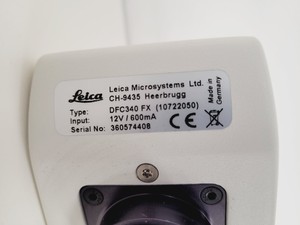 Leica
Leica Microsystems Ltd.
CH-9435 Heerbrugg
Type: DFC340 FX (10722050)
Input: 12V / 600mA
Serial No: 360574408
Made in
Germany
CE